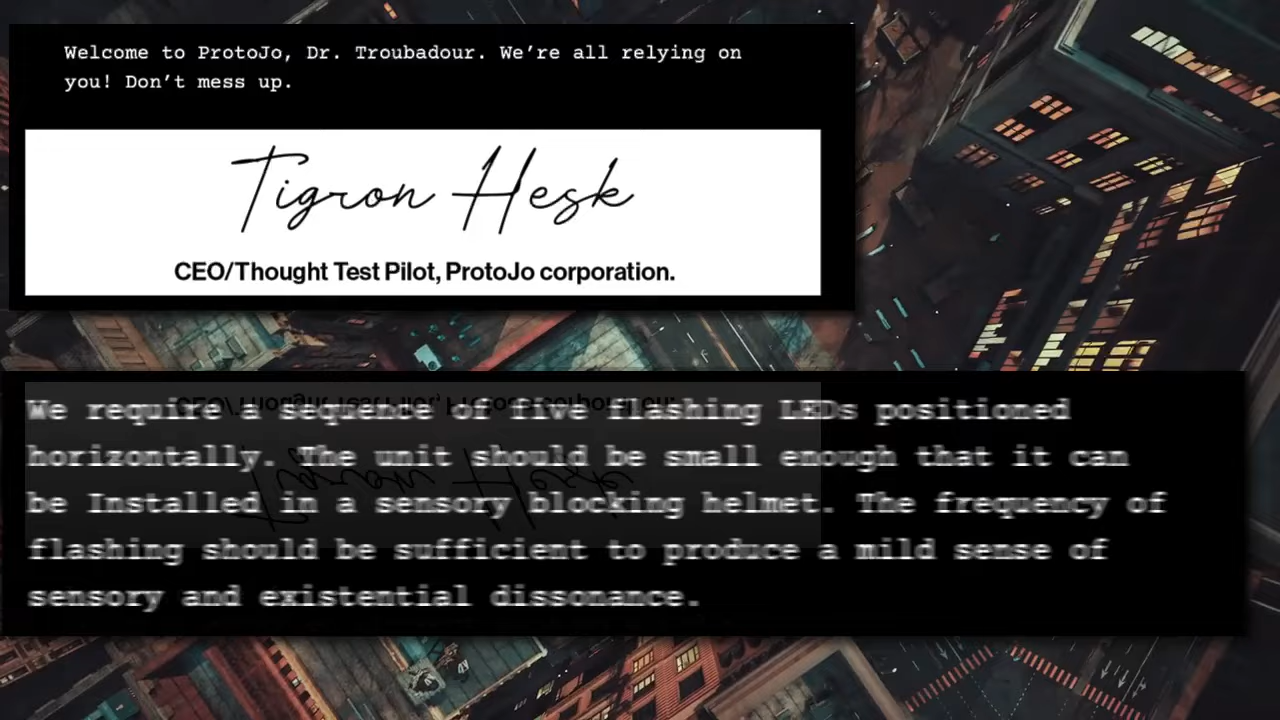 Welcome to ProtoJo, Dr. Troubadour. We’re all relying on
you! Don’t mess up.
Tigron Hesk
CEO/Thought Test Pilot, ProtoJo corporation.
We require a sequence of five flashing LEDs positioned
horizontally. The unit should be small enough that it can
be Installed in a sensory blocking helmet. The frequency of
flashing should be sufficient to produce a mild sense of
sensory and existential dissonance.